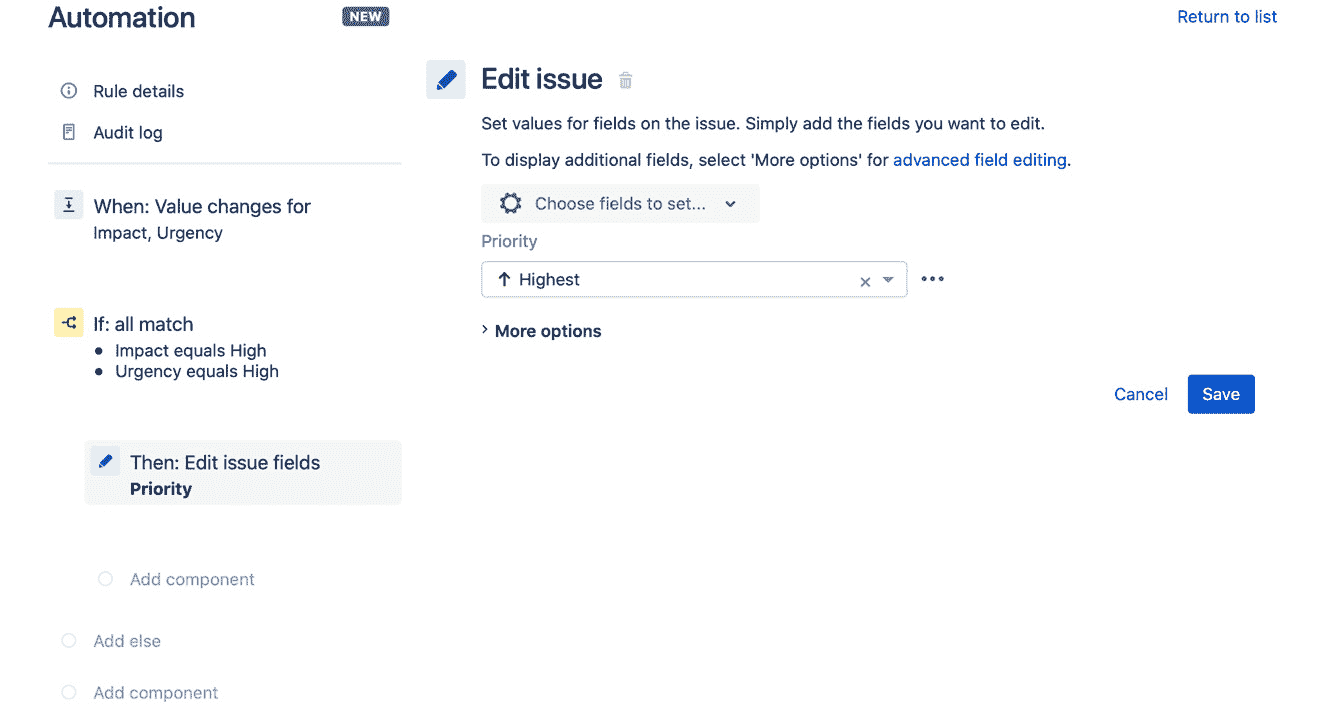 Automation
NEW
Return to list
Rule details
Audit log
When: Value changes for
Impact, Urgency
If: all match
• Impact equals High
• Urgency equals High
Then: Edit issue fields
Priority
Add component
Add else
Add component
Edit issue
Set values for fields on the issue. Simply add the fields you want to edit.
To display additional fields, select 'More options' for advanced field editing.
Choose fields to set...
Priority
Highest
More options
Cancel
Save